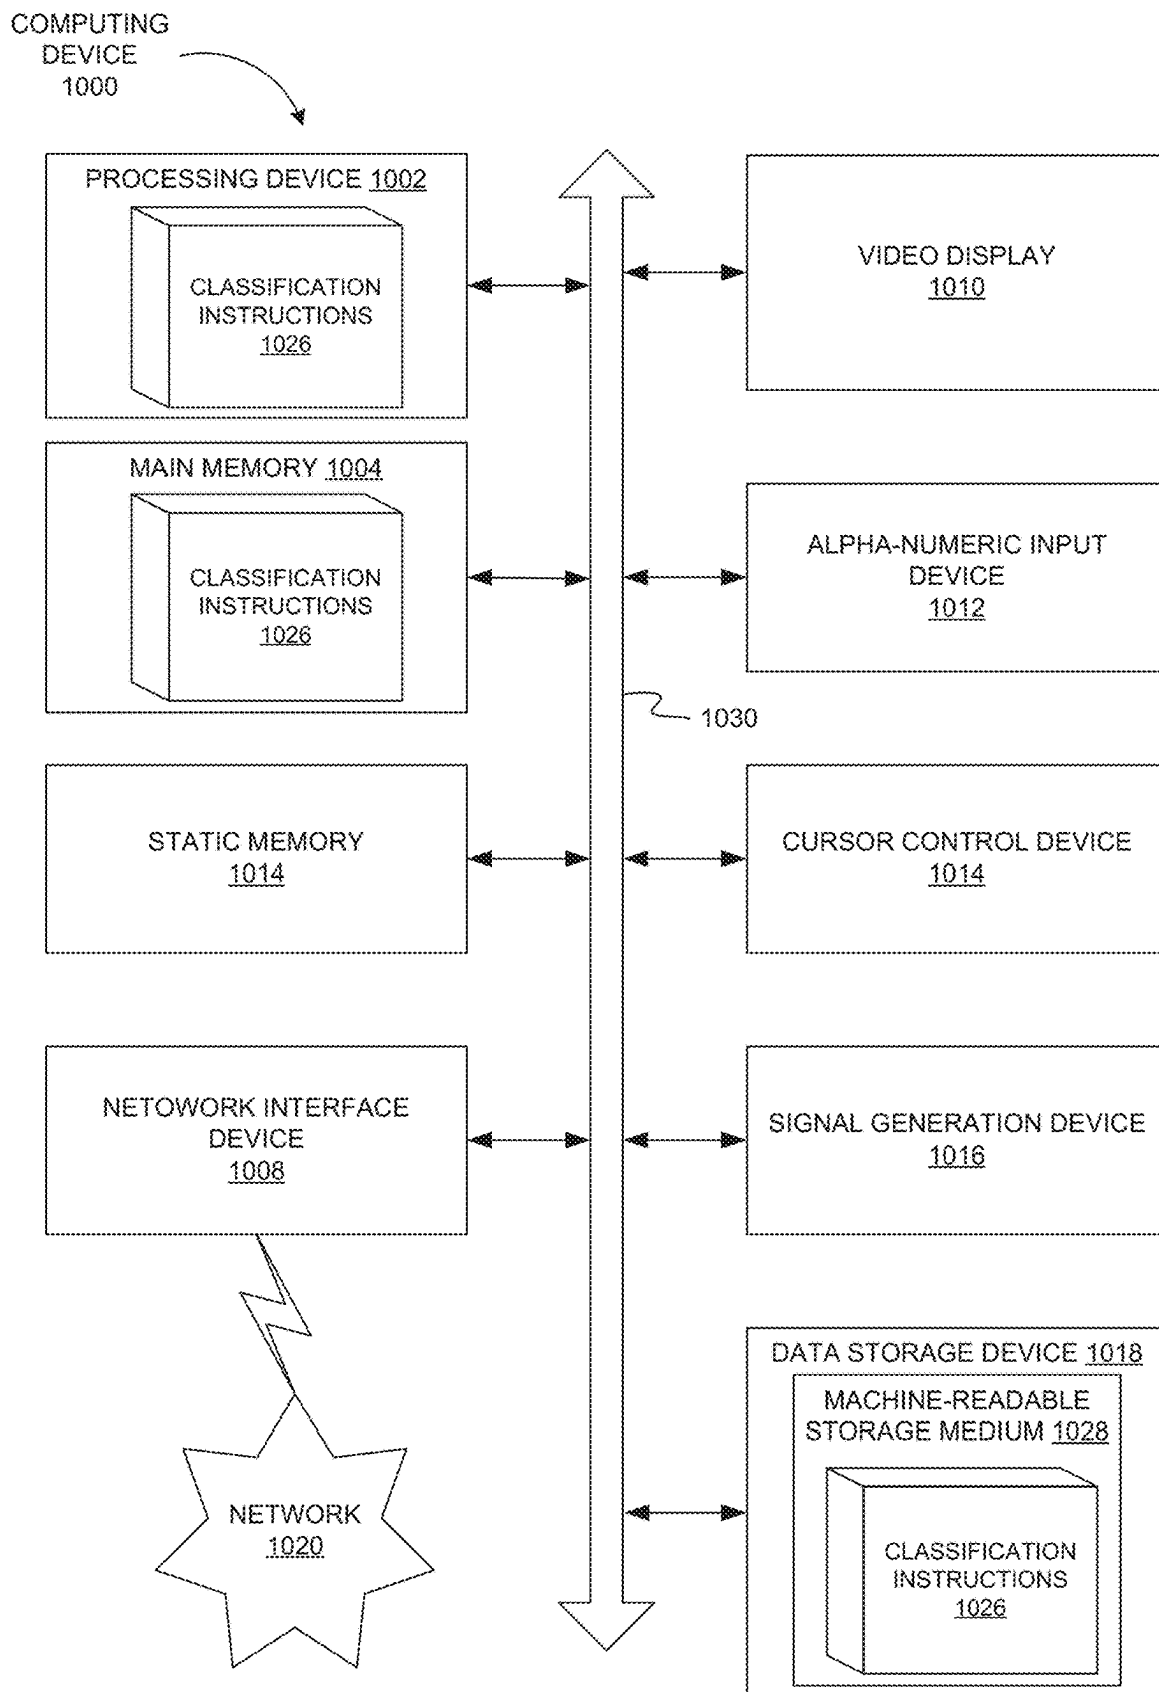 COMPUTING
DEVICE
1000
PROCESSING DEVICE 1002
CLASSIFICATION
INSTRUCTIONS
1026
MAIN MEMORY 1004
CLASSIFICATION
INSTRUCTIONS
1026
STATIC MEMORY
1014
NETOWORK INTERFACE
DEVICE
1008
NETWORK
1020
VIDEO DISPLAY
1010
ALPHA-NUMERIC INPUT
DEVICE
1012
1030
CURSOR CONTROL DEVICE
1014
SIGNAL GENERATION DEVICE
1016
DATA STORAGE DEVICE 1018
MACHINE-READABLE
STORAGE MEDIUM 1028
CLASSIFICATION
INSTRUCTIONS
1026